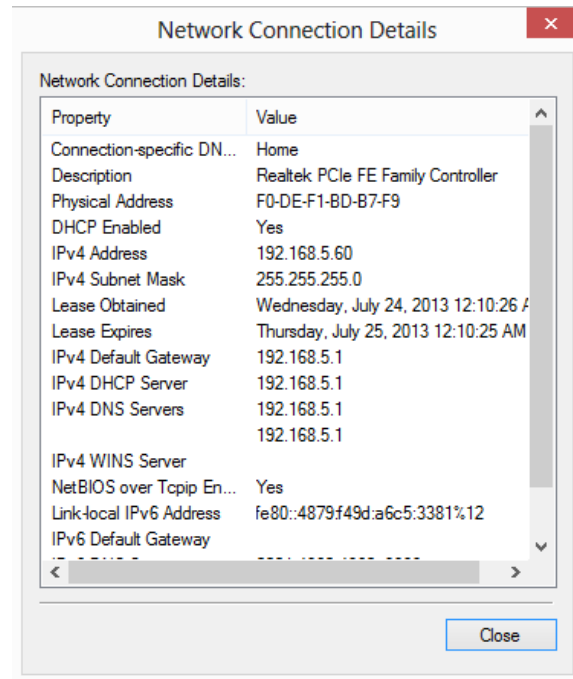 Network Connection Details
Network Connection Details:
Property Value
Connection-specific DN... Home
Description Realtek PCIe FE Family Controller
Physical Address F0-DE-F1-BD-B7-F9
DHCP Enabled Yes
IPv4 Address 192.168.5.60
IPv4 Subnet Mask 255.255.255.0
Lease Obtained Wednesday, July 24, 2013 12:10:26
Lease Expires Thursday, July 25, 2013 12:10:25 AM
IPv4 Default Gateway 192.168.5.1
IPv4 DHCP Server 192.168.5.1
IPv4 DNS Servers 192.168.5.1
192.168.5.1
IPv4 WINS Server
NetBIOS over Tcpip En... Yes
Link-local IPv6 Address fe80::4879:f49d:a6c5:3381%12
IPv6 Default Gateway
Close